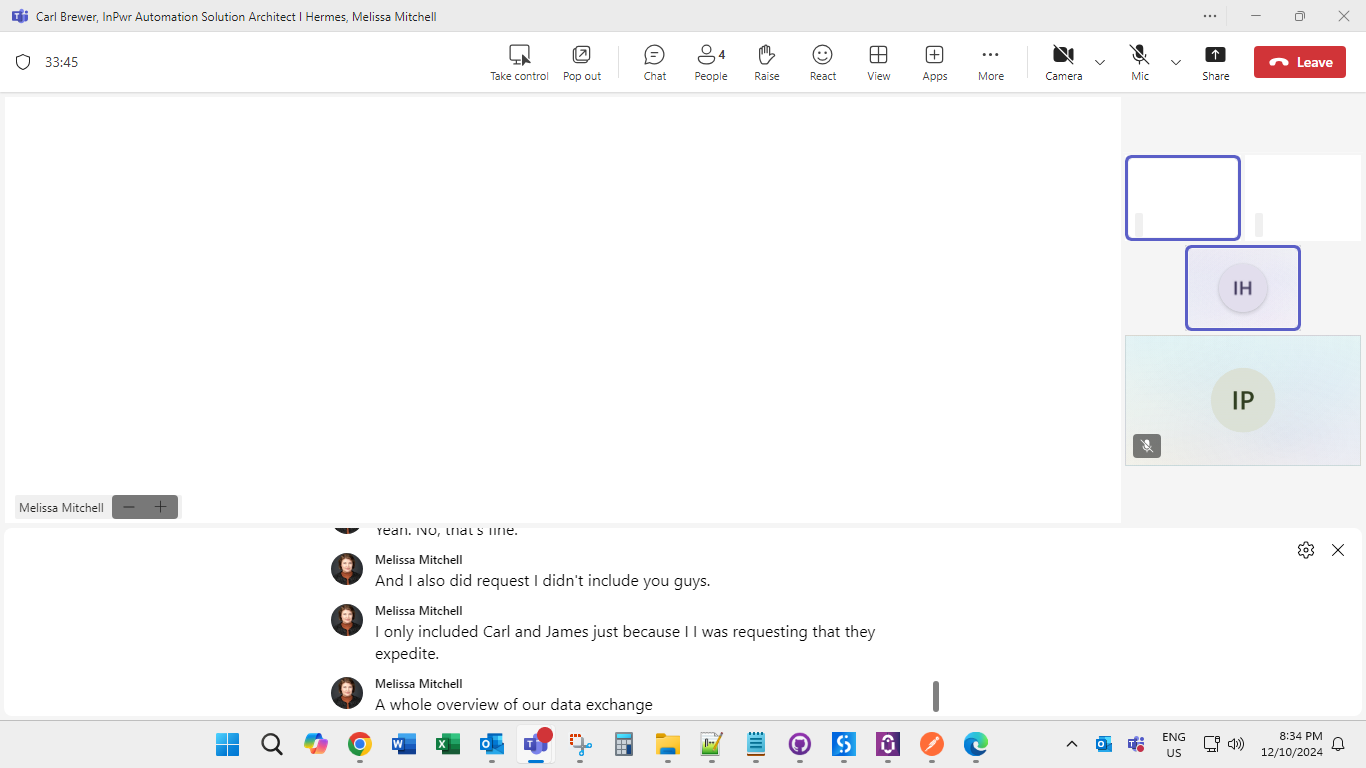 Carl Brewer, InPwr Automation Solution Architect I Hermes, Melissa Mitchell
33:45
Take control
Pop out
Chat
4
People
Raise
React
View
Apps
More
Camera
Mic
Share
Leave
IH
IP
Melissa Mitchell
Yeah. No, that's fine.
Melissa Mitchell
And I also did request I didn't include you guys.
Melissa Mitchell
I only included Carl and James just because I I was requesting that they
expedite.
Melissa Mitchell
A whole overview of our data exchange
ENG
US
8:34 PM
12/10/2024